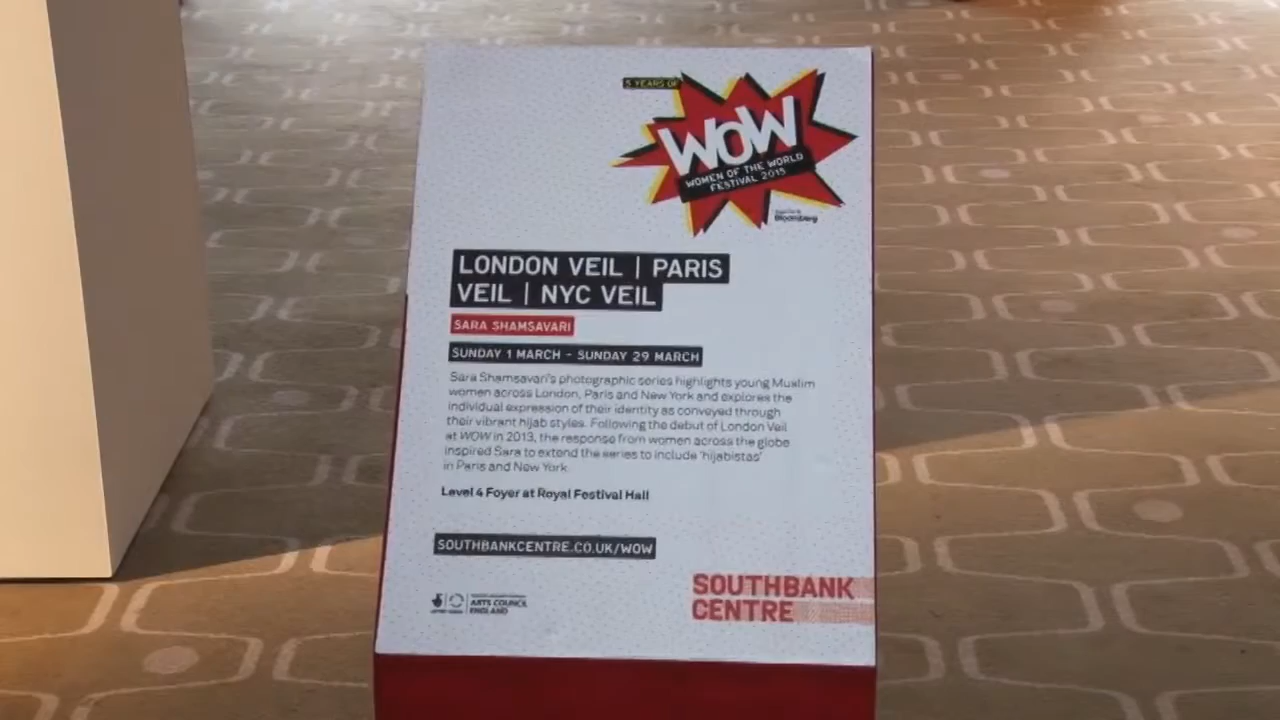 5 YEARS OF
WOW
WOMEN OF THE WORLD
FESTIVAL 2015
Bloomberg
LONDON VEIL | PARIS
VEIL | NYC VEIL
SARA SHAMSAVARI
SUNDAY 1 MARCH - SUNDAY 29 MARCH
Sara Shamsavari's photographic series highlights young Muslim
women across London, Paris and New York and explores the
individual expression of their identity as conveyed through
their vibrant hijab styles. Following the debut of London Veil
at WOW in 2013, the response from women across the globe
inspired Sara to extend the series to include 'hijabistas'
in Paris and New York.
Level 4 Foyer at Royal Festival Hall
SOUTHBANKCENTRE.CO.UK/WOW
ARTS COUNCIL
ENGLAND
SOUTHBANK
CENTRE